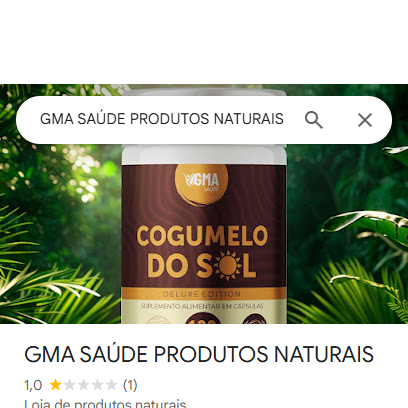 GMA SAÚDE PRODUTOS NATURAIS
GMA
SAÚDE
COGUMELO
DO SOL
DELUXE EDITION
SUPLEMENTO ALIMENTAR EM CÁPSULAS
GMA SAÚDE PRODUTOS NATURAIS
1,0 (1)
Loja de produtos naturais